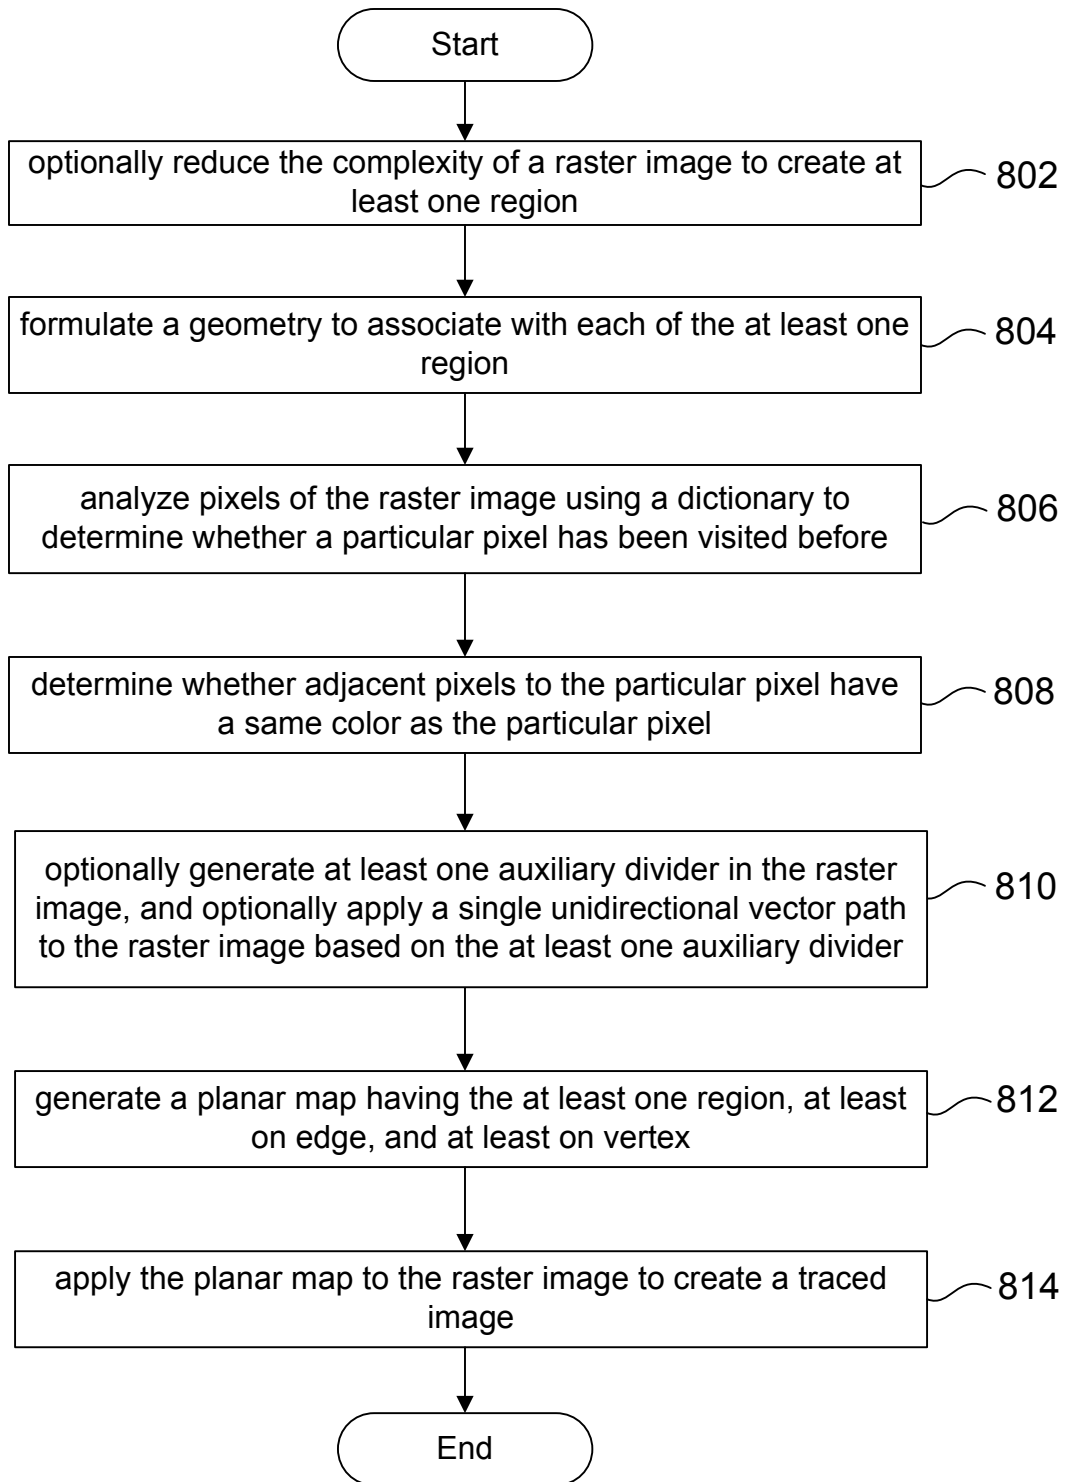 Start
optionally reduce the complexity of a raster image to create at
least one region
802
formulate a geometry to associate with each of the at least one
region
804
analyze pixels of the raster image using a dictionary to
determine whether a particular pixel has been visited before
806
determine whether adjacent pixels to the particular pixel have
a same color as the particular pixel
808
optionally generate at least one auxiliary divider in the raster
image, and optionally apply a single unidirectional vector path
to the raster image based on the at least one auxiliary divider
810
generate a planar map having the at least one region, at least
on edge, and at least on vertex
812
apply the planar map to the raster image to create a traced
image
814
End